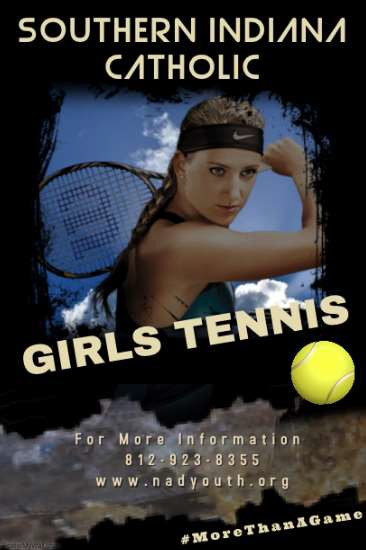 SOUTHERN INDIANA
CATHOLIC
GIRLS TENNIS
For More Information
812-923-8355
www.nadyouth.org
#MoreThanAGame